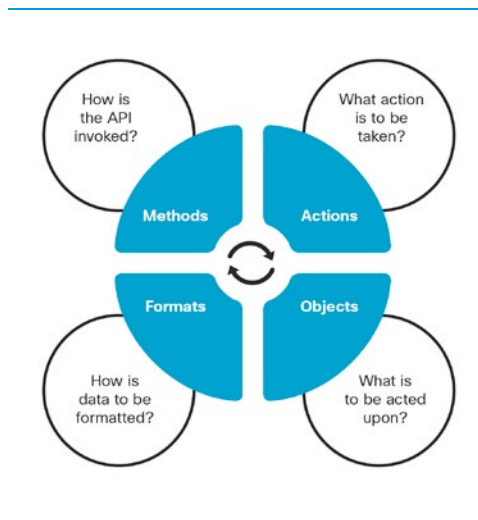 How is
the API
invoked?
What action
is to be
taken?
Methods
Actions
Formats
Objects
How is
data to be
formatted?
What is
to be acted
upon?